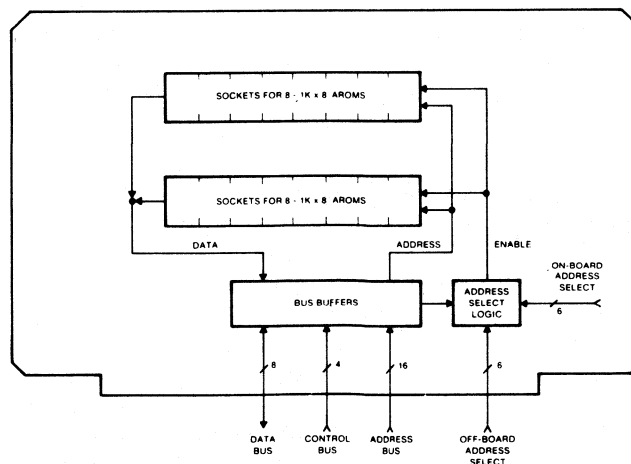 SOCKETS FOR 8 - 1K x 8 AROMS
SOCKETS FOR 8 - 1K x 8 AROMS
DATA
ADDRESS
ENABLE
ON-BOARD
ADDRESS
SELECT
BUS BUFFERS
ADDRESS
SELECT
LOGIC
6
8
4
16
6
DATA
BUS
CONTROL
BUS
ADDRESS
BUS
OFF-BOARD
ADDRESS
SELECT